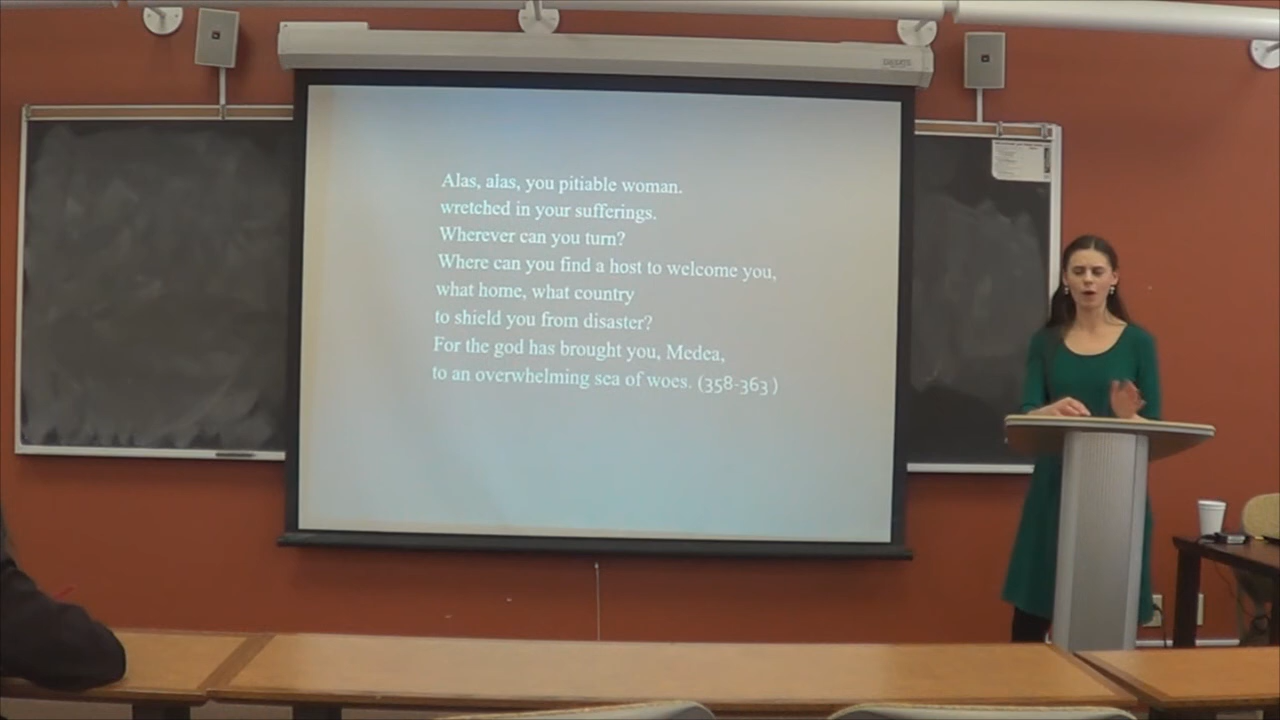 Alas, alas, you pitiable woman.
wretched in your sufferings.
Wherever can you turn?
Where can you find a host to welcome you,
what home, what country
to shield you from disaster?
For the god has brought you, Medea,
to an overwhelming sea of woes. (358-363 )